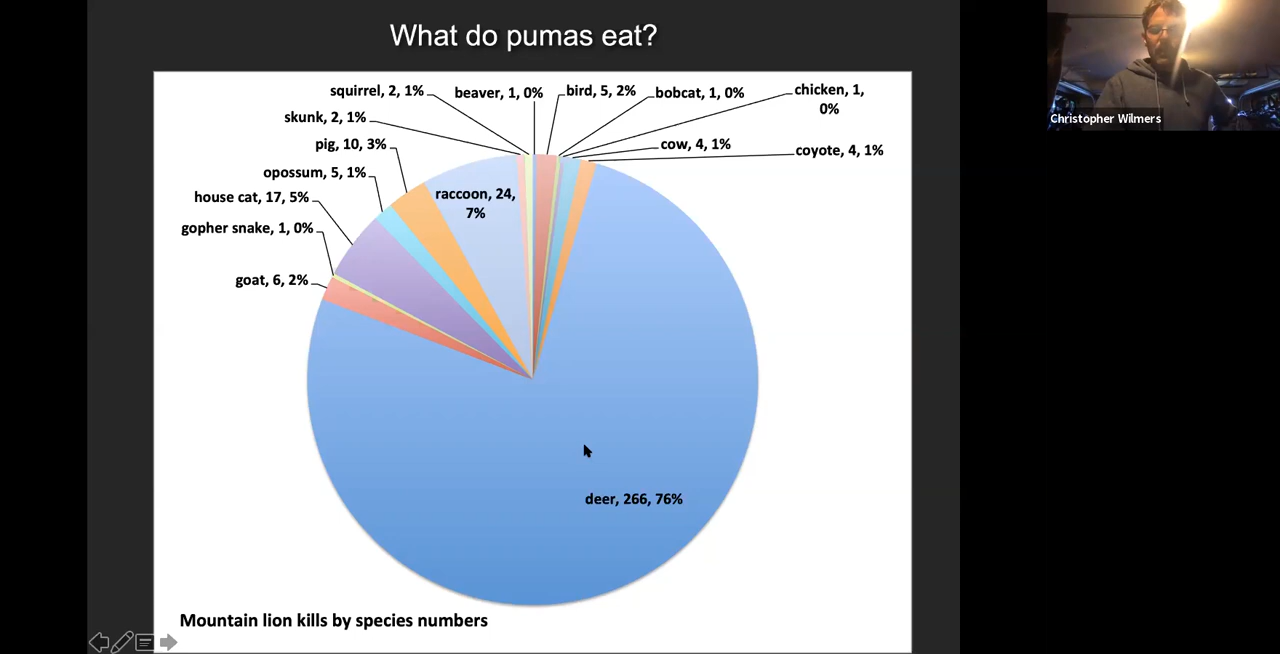 What do pumas eat?
squirrel, 2, 1%
beaver, 1, 0%
bird, 5, 2%
bobcat, 1, 0%
chicken, 1,
0%
skunk, 2, 1%
pig, 10, 3%
cow, 4, 1%
coyote, 4, 1%
opossum, 5, 1%
house cat, 17, 5%
raccoon, 24,
7%
gopher snake, 1, 0%
goat, 6, 2%
deer, 266, 76%
Mountain lion kills by species numbers
Christopher Wilmers